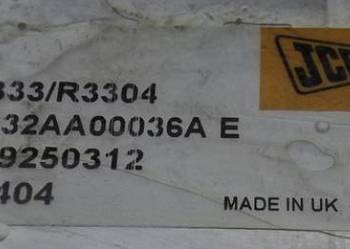 333/R3304
JCB
32AA00036A E
9250312
404
MADE IN UK